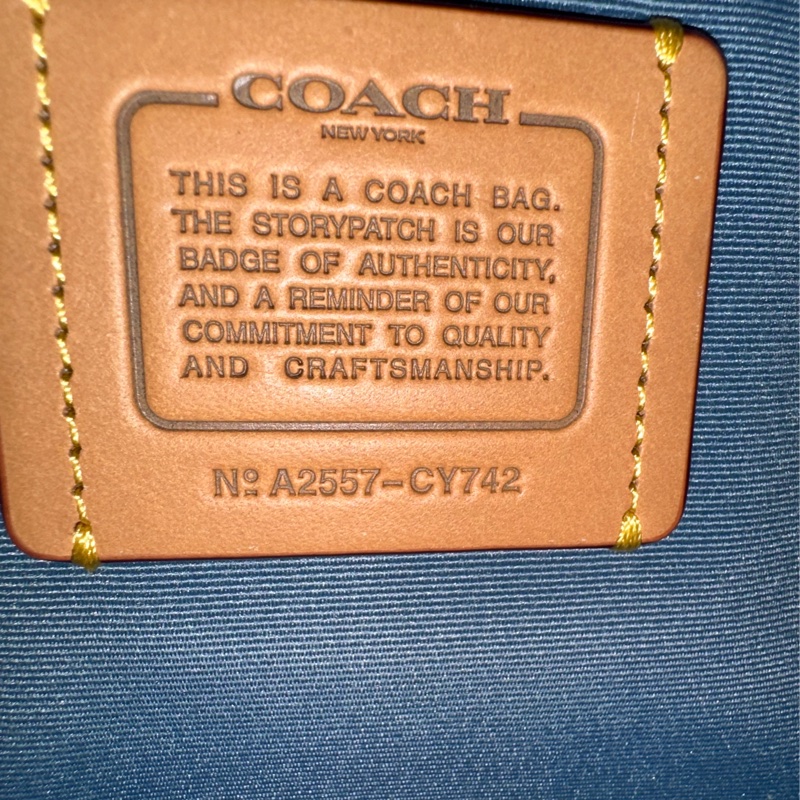 COACH
NEW YORK
THIS IS A COACH BAG.
THE STORYPATCH IS OUR
BADGE OF AUTHENTICITY,
AND A REMINDER OF OUR
COMMITMENT TO QUALITY
AND CRAFTSMANSHIP.
Nº A2557-CY742